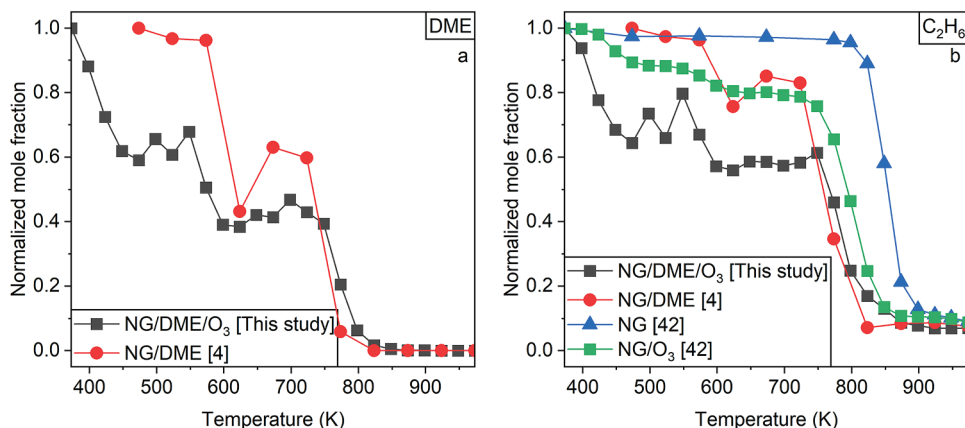 DME
a
1.0
0.8
0.6
0.4
0.2
0.0
Normalized mole fraction
NG/DME/O₃ [This study]
NG/DME [4]
400 500 600 700 800 900
Temperature (K)
C₂H₆
b
1.0
0.8
0.6
0.4
0.2
0.0
Normalized mole fraction
NG/DME/O₃ [This study]
NG/DME [4]
NG [42]
NG/O₃ [42]
400 500 600 700 800 900
Temperature (K)